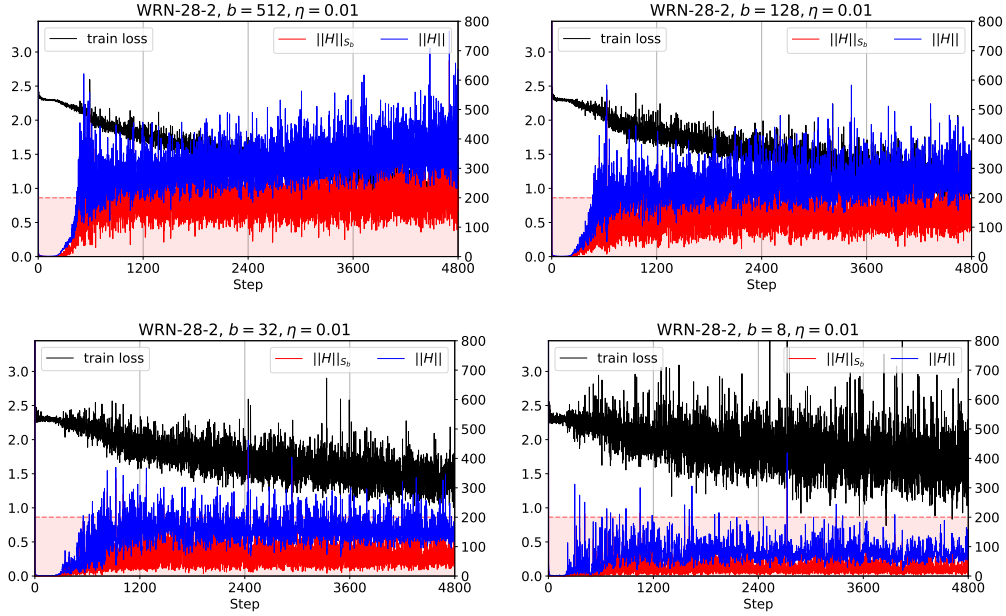 WRN-28-2, b = 512, η = 0.01
train loss
||H||_{S_b}
||H||
3.0
2.5
2.0
1.5
1.0
0.5
0.0
800
700
600
500
400
300
200
100
0
0 1200 2400 3600 4800
Step
WRN-28-2, b = 128, η = 0.01
train loss
||H||_{S_b}
||H||
3.0
2.5
2.0
1.5
1.0
0.5
0.0
800
700
600
500
400
300
200
100
0
0 1200 2400 3600 4800
Step
WRN-28-2, b = 32, η = 0.01
train loss
||H||_{S_b}
||H||
3.0
2.5
2.0
1.5
1.0
0.5
0.0
800
700
600
500
400
300
200
100
0
0 1200 2400 3600 4800
Step
WRN-28-2, b = 8, η = 0.01
train loss
||H||_{S_b}
||H||
3.0
2.5
2.0
1.5
1.0
0.5
0.0
800
700
600
500
400
300
200
100
0
0 1200 2400 3600 4800
Step